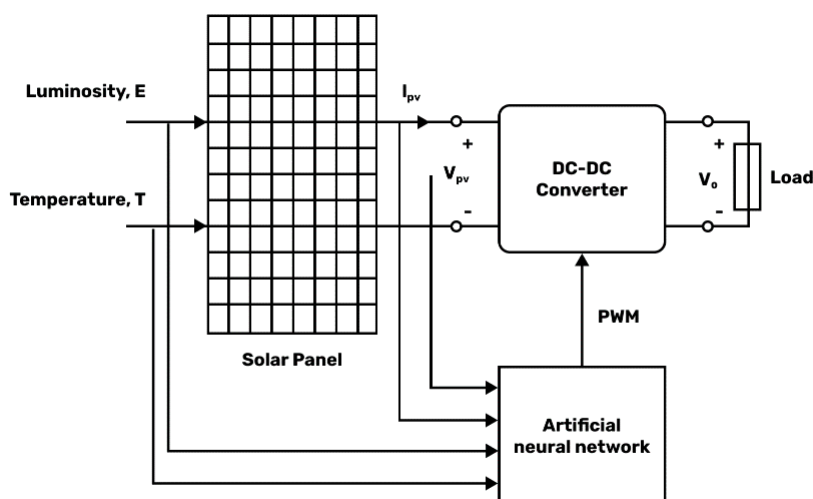 Luminosity, E
Temperature, T
Solar Panel
Ipv
+
Vpv
-
DC-DC
Converter
+
Vo
-
Load
PWM
Artificial
neural network